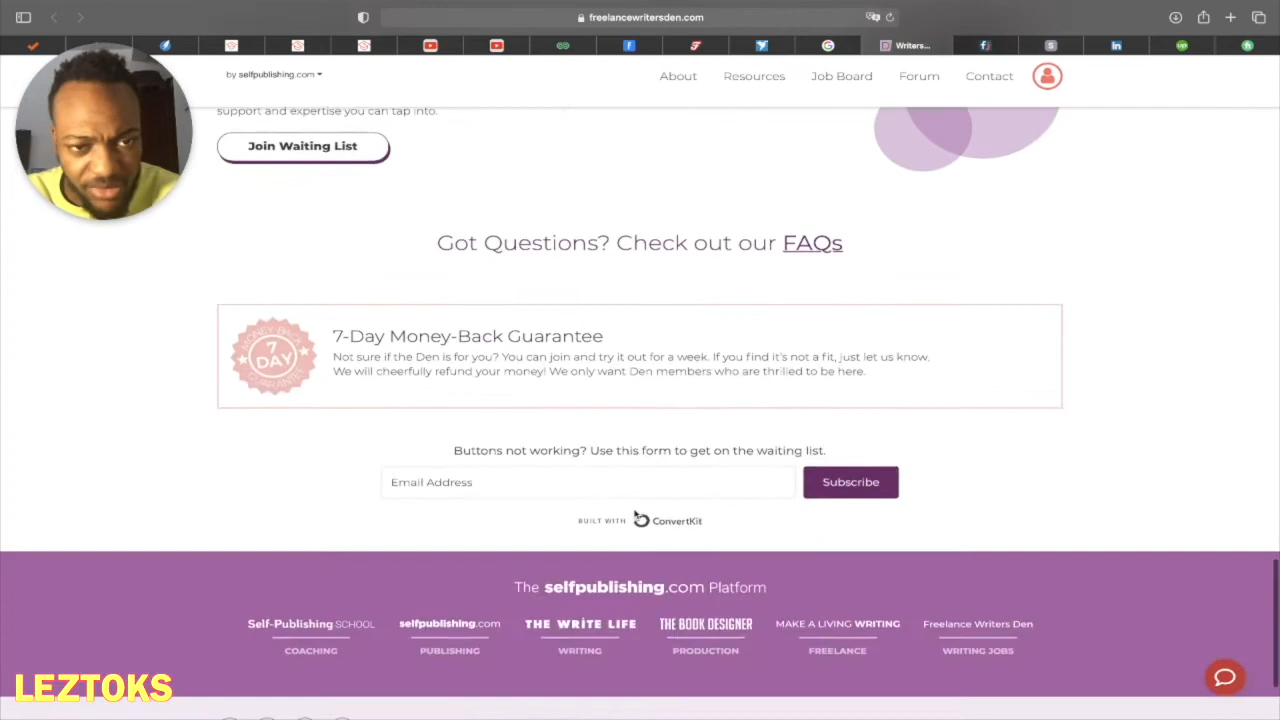 freelancewritersden.com
Writers...
by selfpublishing.com
About
Resources
Job Board
Forum
Contact
support and expertise you can tap into.
Join Waiting List
Got Questions? Check out our FAQs
MONEY-BACK
7
DAY
GUARANTEE
7-Day Money-Back Guarantee
Not sure if the Den is for you? You can join and try it out for a week. If you find it's not a fit, just let us know.
We will cheerfully refund your money! We only want Den members who are thrilled to be here.
Buttons not working? Use this form to get on the waiting list.
Email Address
Subscribe
BUILT WITH ConvertKit
The selfpublishing.com Platform
Self-Publishing SCHOOL
selfpublishing.com
THE WRITE LIFE
THE BOOK DESIGNER
MAKE A LIVING WRITING
Freelance Writers Den
COACHING
PUBLISHING
WRITING
PRODUCTION
FREELANCE
WRITING JOBS
LEZTOKS